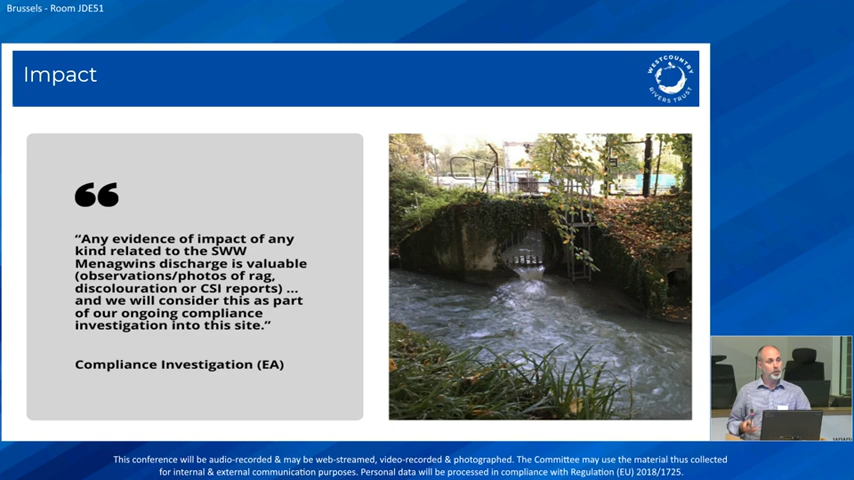 Brussels - Room JDE51
Impact
WESTCOUNTRY
RIVERS TRUST
“Any evidence of impact of any
kind related to the SWW
Menagwins discharge is valuable
(observations/photos of rag,
discolouration or CSI reports) ...
and we will consider this as part
of our ongoing compliance
investigation into this site.”
Compliance Investigation (EA)
This conference will be audio-recorded & may be web-streamed, video-recorded & photographed. The Committee may use the material thus collected
for internal & external communication purposes. Personal data will be processed in compliance with Regulation (EU) 2018/1725.